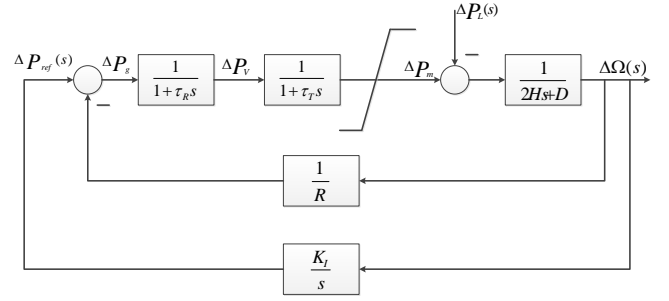 ΔP_L(s)
ΔP_ref(s)
ΔP_g
1/(1+τ_R s)
ΔP_V
1/(1+τ_T s)
ΔP_m
1/(2Hs+D)
ΔΩ(s)
1/R
K_I/s